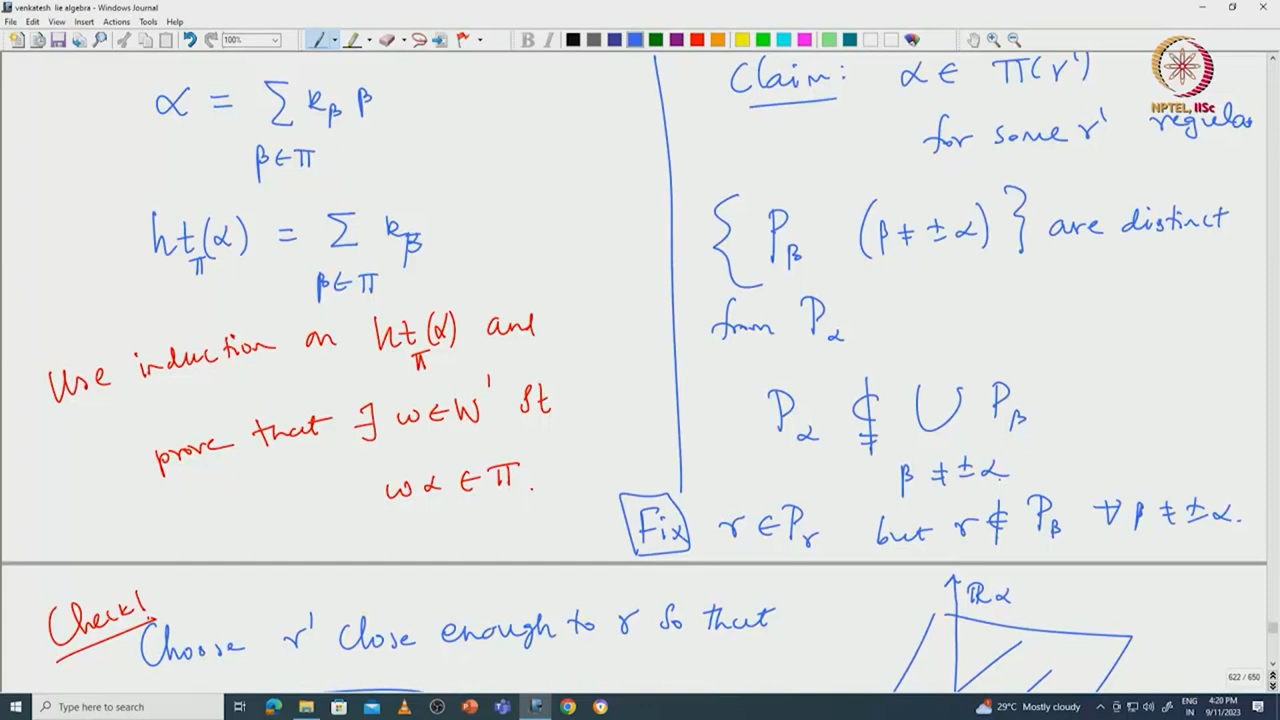 venkatesh lie algebra - Windows Journal
File Edit View Insert Actions Tools Help
100%
B I
α = ∑ k_β β
β ∈ Π
ht_Π(α) = ∑ k_β
β ∈ Π
Use induction on ht_Π(α) and
prove that ∃ w ∈ W' st
wα ∈ Π.
Claim: α ∈ Π(r')
for some r' regular
{ P_β (β ≠ ±α) } are distinct
from P_α
P_α ⊄ ∪ P_β
β ≠ ±α
Fix r ∈ P_r but r ∉ P_β ∀ β ≠ ±α.
Check!
Choose r' close enough to r so that
ℝα
NPTEL, IISc
622 / 650
Type here to search
29°C Mostly cloudy
ENG
IN
4:20 PM
9/11/2023